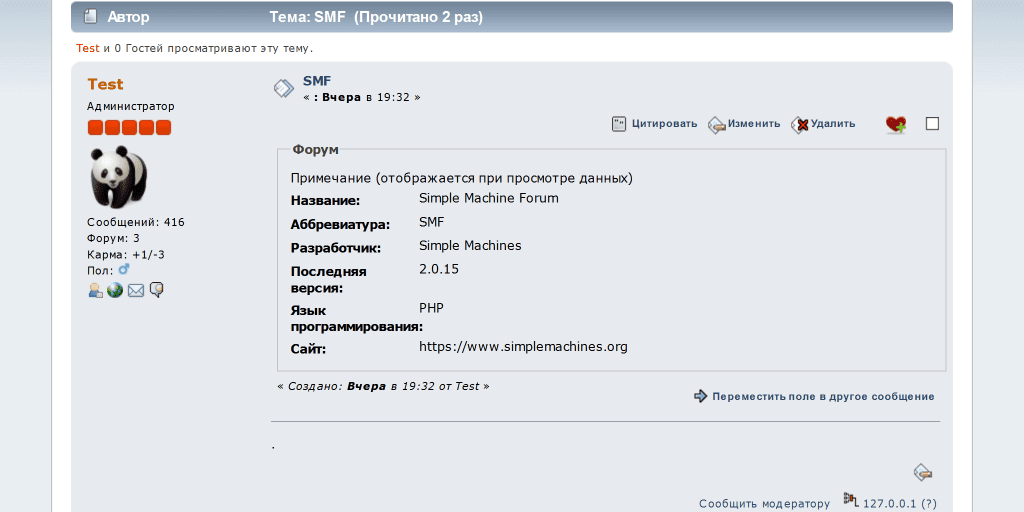 Автор Тема: SMF (Прочитано 2 раз)
Test и 0 Гостей просматривают эту тему.
Test
Администратор
Сообщений: 416
Форум: 3
Карма: +1/-3
Пол:
SMF
« : Вчера в 19:32 »
Цитировать Изменить Удалить
Форум
Примечание (отображается при просмотре данных)
Название: Simple Machine Forum
Аббревиатура: SMF
Разработчик: Simple Machines
Последняя версия: 2.0.15
Язык программирования: PHP
Сайт: https://www.simplemachines.org
« Создано: Вчера в 19:32 от Test »
Переместить поле в другое сообщение
.
Сообщить модератору 127.0.0.1 (?)